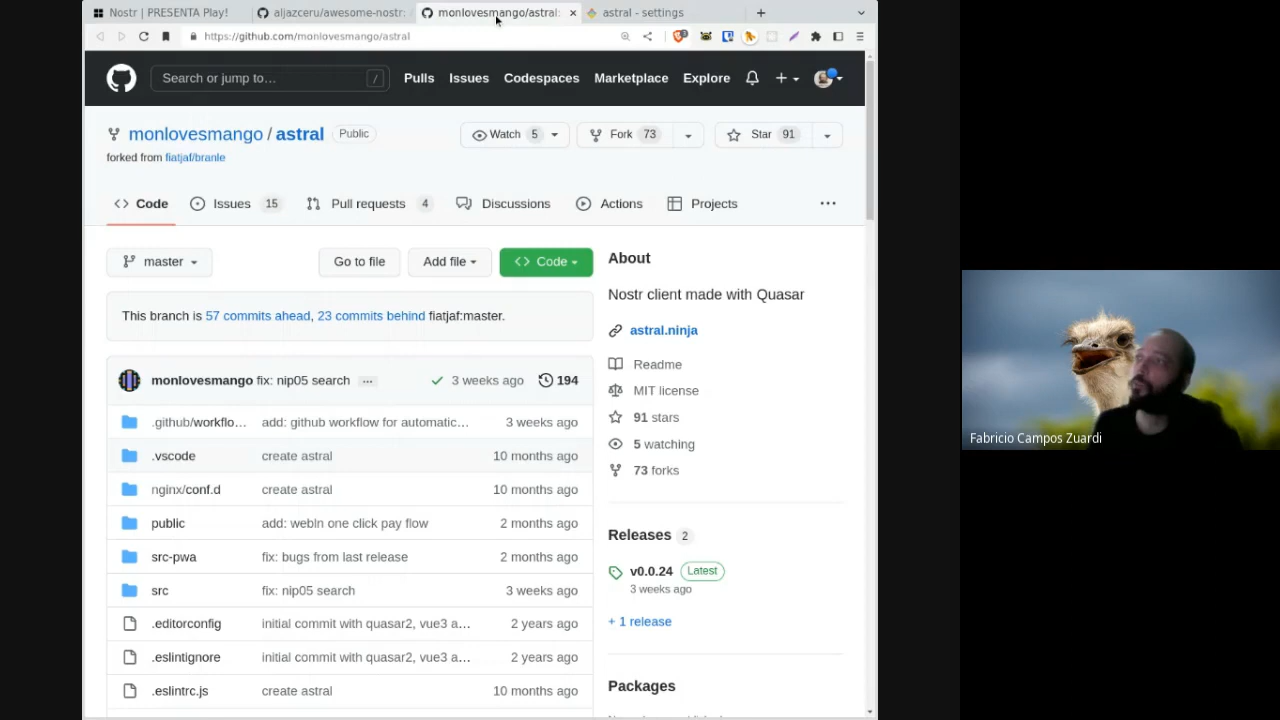 Nostr | PRESENTA Play!
aljazceru/awesome-nostr:
monlovesmango/astral:
astral - settings
https://github.com/monlovesmango/astral
Search or jump to…
/
Pulls
Issues
Codespaces
Marketplace
Explore
monlovesmango / astral
Public
Watch 5
Fork 73
Star 91
forked from fiatjaf/branle
Code
Issues 15
Pull requests 4
Discussions
Actions
Projects
master
Go to file
Add file
Code
This branch is 57 commits ahead, 23 commits behind fiatjaf:master.
monlovesmango fix: nip05 search
3 weeks ago
194
.github/workflo… add: github workflow for automatic… 3 weeks ago
.vscode create astral 10 months ago
nginx/conf.d create astral 10 months ago
public add: webln one click pay flow 2 months ago
src-pwa fix: bugs from last release 2 months ago
src fix: nip05 search 3 weeks ago
.editorconfig initial commit with quasar2, vue3 a… 2 years ago
.eslintignore initial commit with quasar2, vue3 a… 2 years ago
.eslintrc.js create astral 10 months ago
About
Nostr client made with Quasar
astral.ninja
Readme
MIT license
91 stars
5 watching
73 forks
Releases 2
v0.0.24 Latest
3 weeks ago
+ 1 release
Packages
Fabricio Campos Zuardi